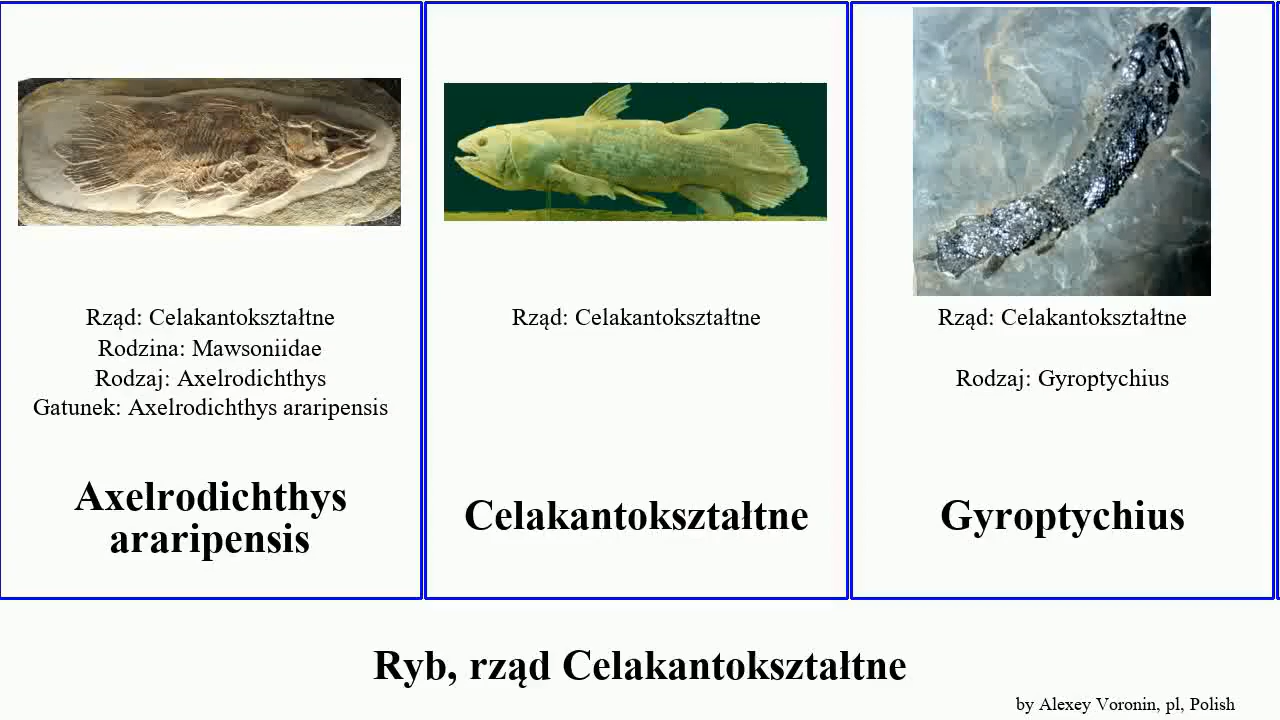 Rząd: Celakantokształtne
Rodzina: Mawsoniidae
Rodzaj: Axelrodichthys
Gatunek: Axelrodichthys araripensis
Axelrodichthys
araripensis
Rząd: Celakantokształtne
Celakantokształtne
Rząd: Celakantokształtne
Rodzaj: Gyroptychius
Gyroptychius
Ryb, rząd Celakantokształtne
by Alexey Voronin, pl, Polish